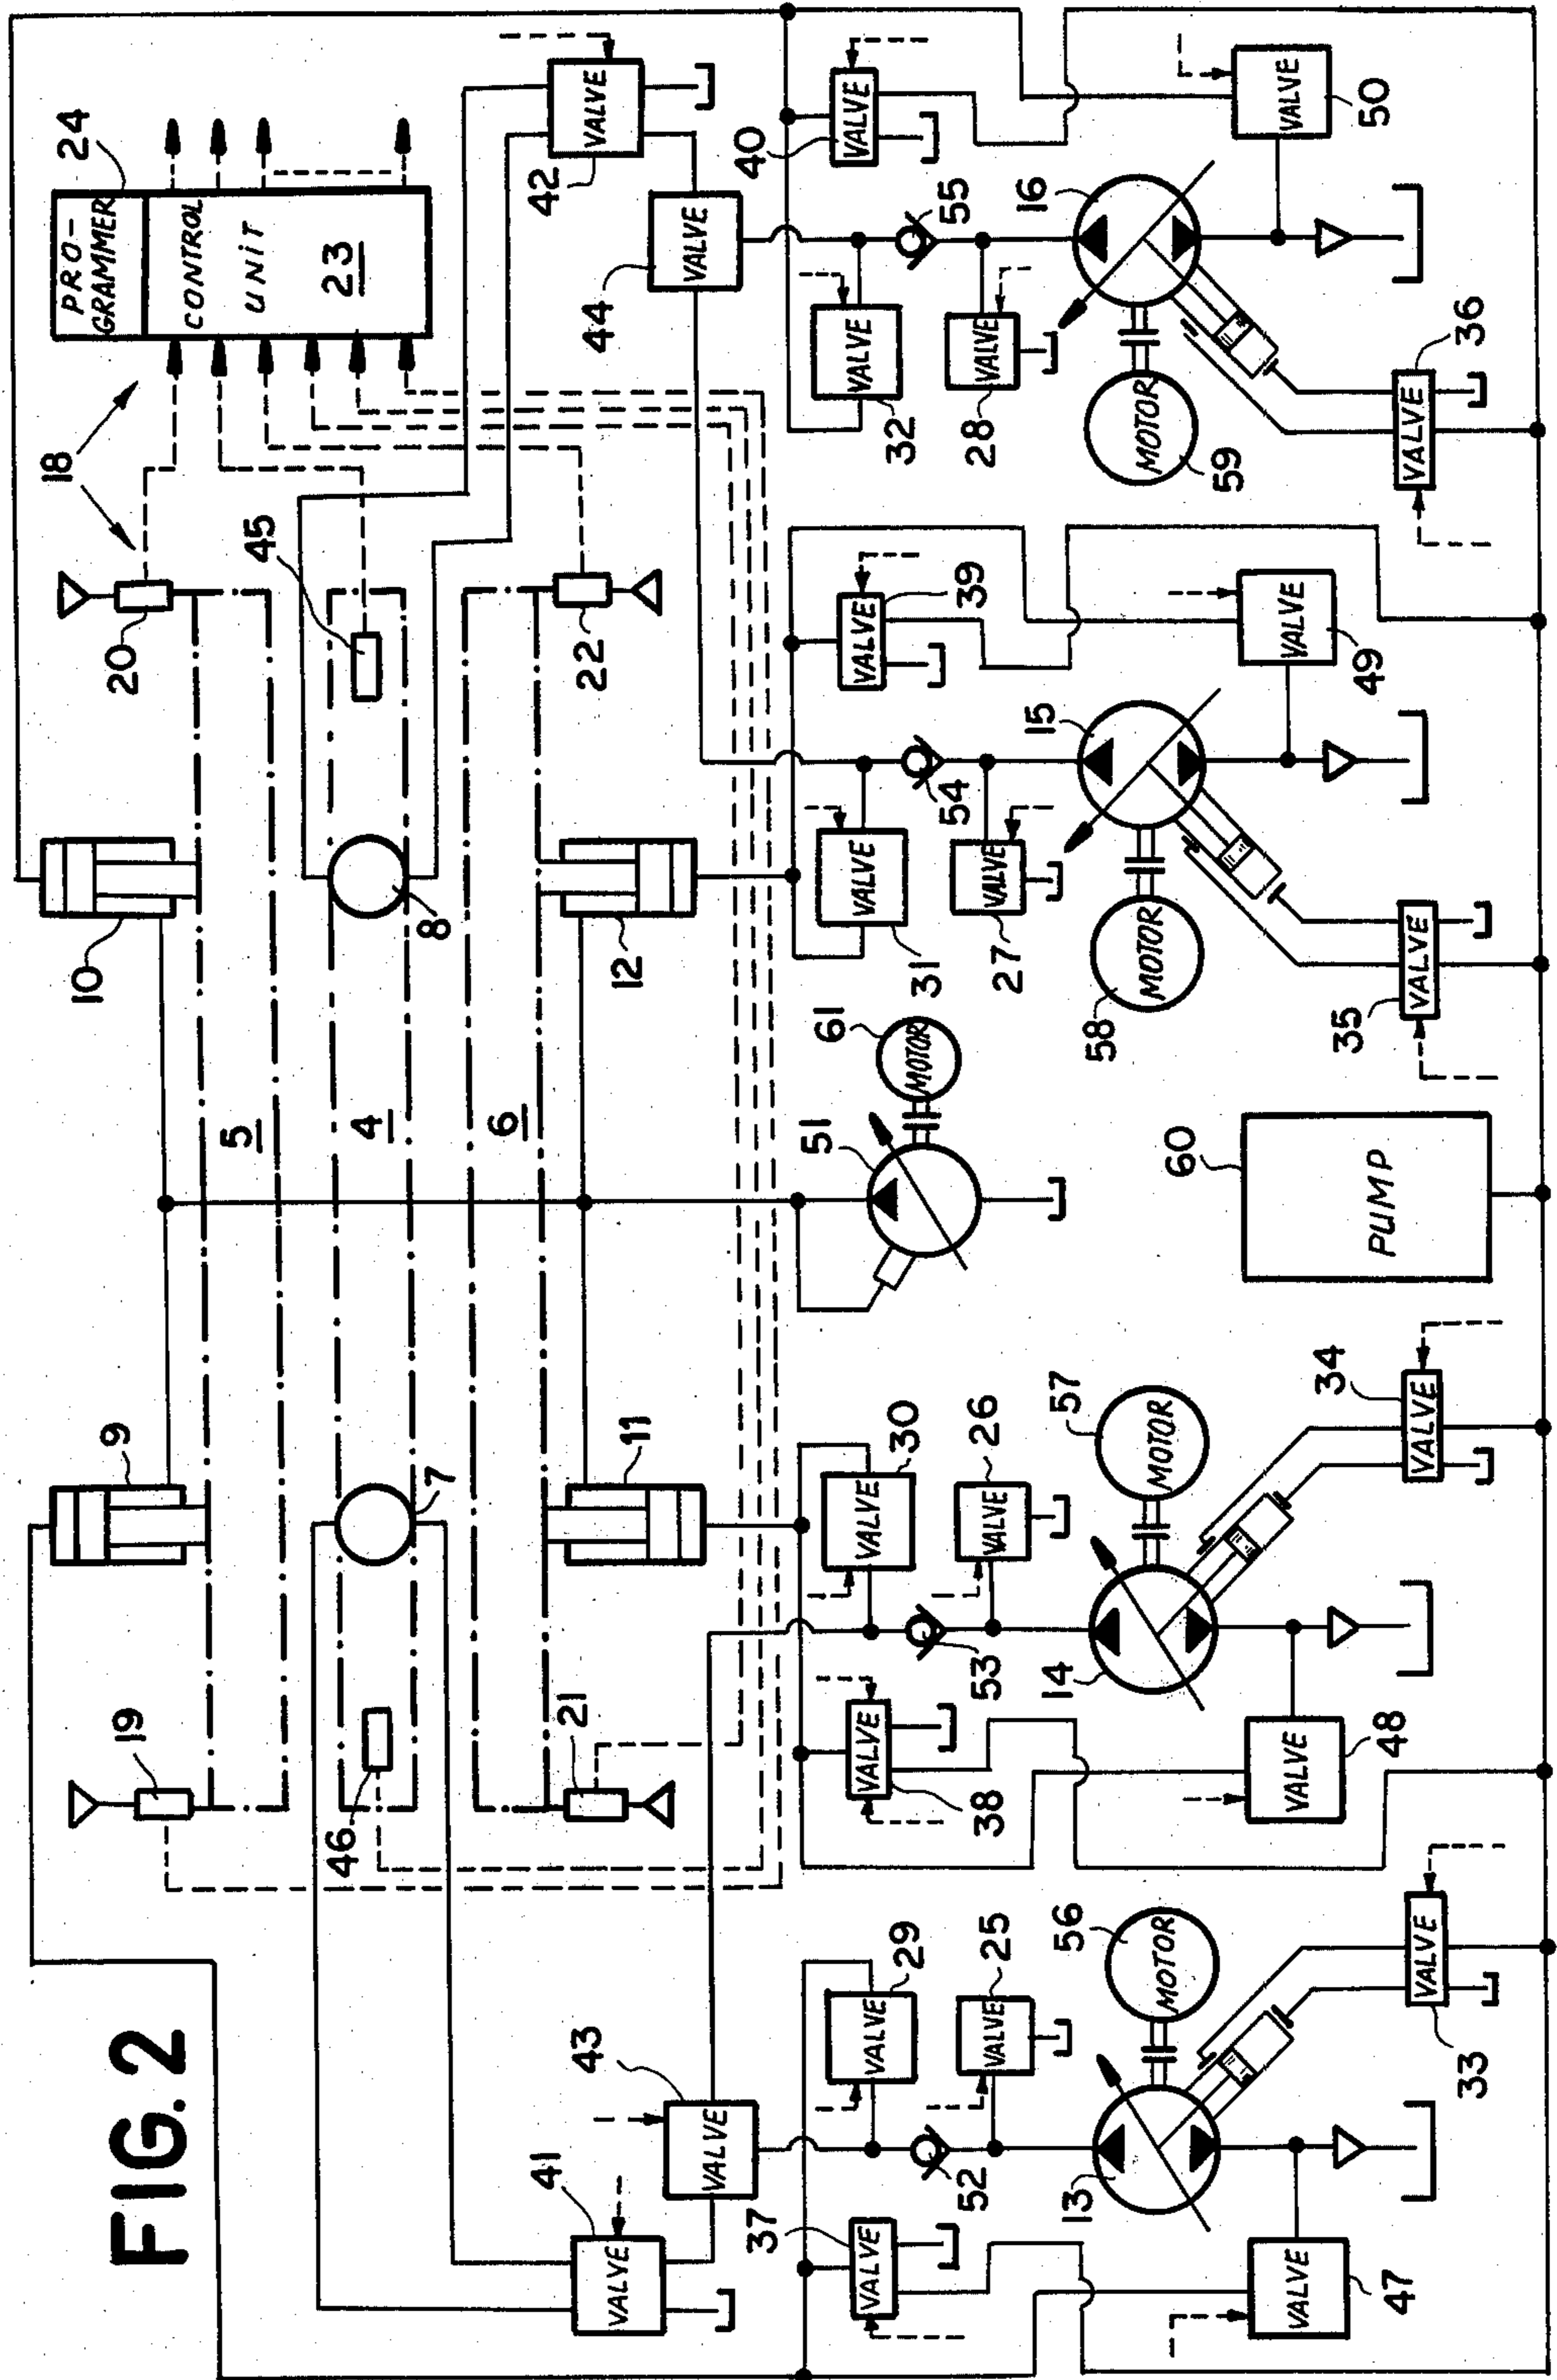 FIG. 2
19
9
10
20
18
24
PRO-
GRAMMER
CONTROL
UNIT
23
5
45
46
4
7
8
6
41
VALVE
21
11
12
22
42
VALVE
43
VALVE
44
VALVE
37
VALVE
29
VALVE
38
VALVE
30
VALVE
51
61
MOTOR
31
VALVE
39
VALVE
32
VALVE
40
VALVE
52
25
VALVE
53
26
VALVE
54
27
VALVE
55
28
VALVE
13
56
MOTOR
14
57
MOTOR
58
MOTOR
15
59
MOTOR
16
47
VALVE
48
VALVE
60
PUMP
49
VALVE
50
VALVE
33
VALVE
34
VALVE
35
VALVE
36
VALVE